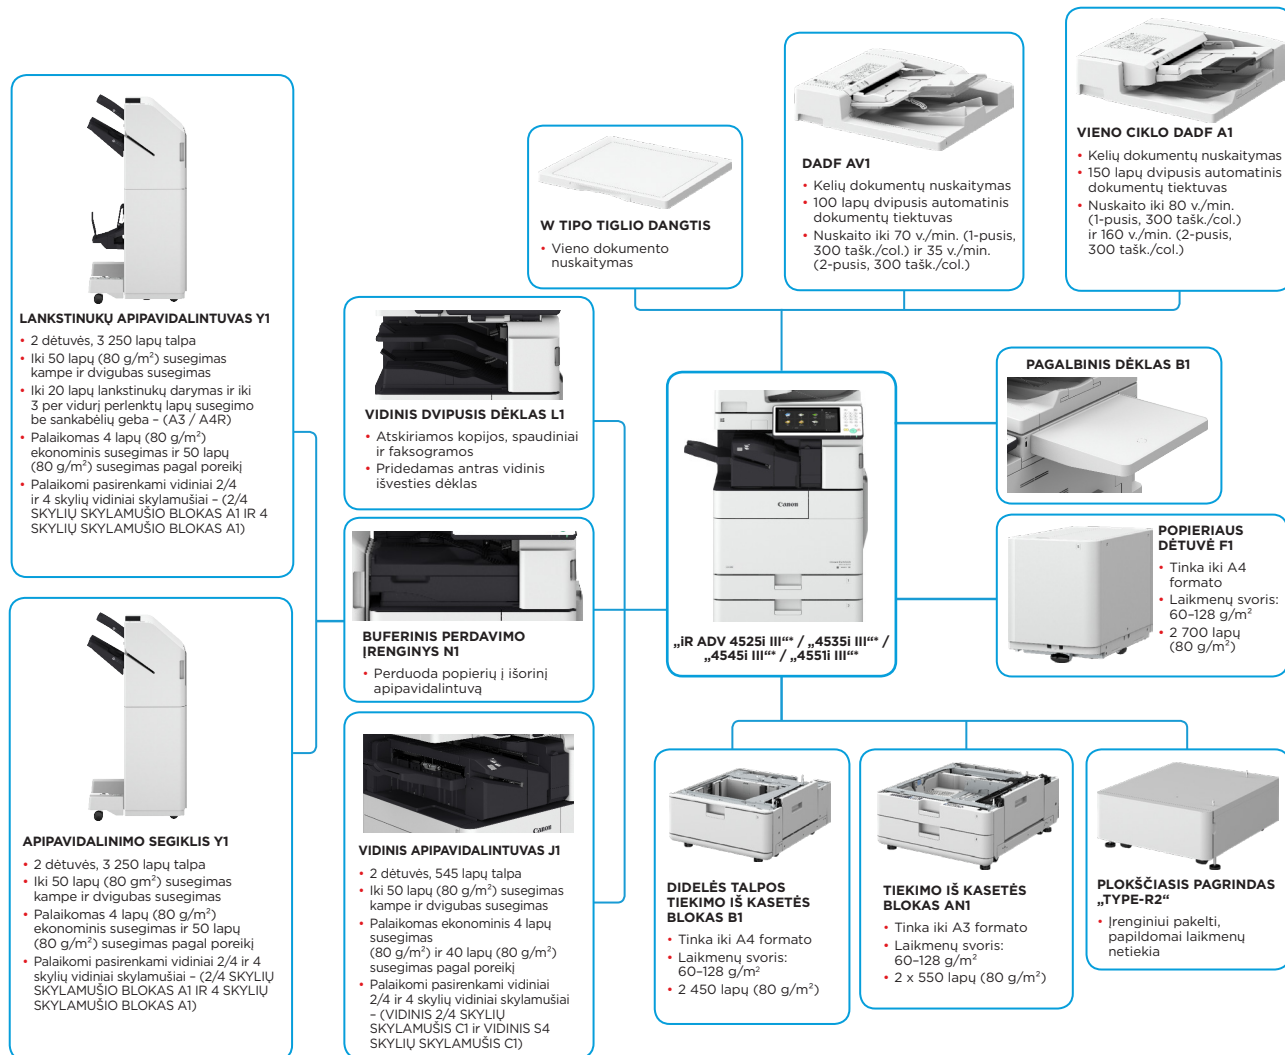 LANKSTINUKŲ APIPAVIDALINTUVAS Y1
• 2 dėtuvės, 3 250 lapų talpa
• Iki 50 lapų (80 g/m²) susegimas
kampe ir dvigubas susegimas
• Iki 20 lapų lankstinukų darymas ir iki
3 per vidurį perlenktų lapų susegimo
be sankabėlių geba – (A3 / A4R)
• Palaikomas 4 lapų (80 g/m²)
ekonominis susegimas ir 50 lapų
(80 g/m²) susegimas pagal poreikį
• Palaikomi pasirenkami vidiniai 2/4
ir 4 skylių vidiniai skylamušiai – (2/4
SKYLIŲ SKYLAMUŠIO BLOKAS A1 IR 4
SKYLIŲ SKYLAMUŠIO BLOKAS A1)
APIPAVIDALINIMO SEGIKLIS Y1
• 2 dėtuvės, 3 250 lapų talpa
• Iki 50 lapų (80 gm²) susegimas
kampe ir dvigubas susegimas
• Palaikomas 4 lapų (80 g/m²)
ekonominis susegimas ir 50 lapų
(80 g/m²) susegimas pagal poreikį
• Palaikomi pasirenkami vidiniai 2/4 ir 4
skylių vidiniai skylamušiai – (2/4 SKYLIŲ
SKYLAMUŠIO BLOKAS A1 IR 4 SKYLIŲ
SKYLAMUŠIO BLOKAS A1)
VIDINIS DVIPUSIS DĖKLAS L1
• Atskiriamos kopijos, spaudiniai
ir faksogramos
• Pridedamas antras vidinis
išvesties dėklas
BUFERINIS PERDAVIMO
ĮRENGINYS N1
• Perduoda popierių į išorinį
apipavidalintuvą
Canon
VIDINIS APIPAVIDALINTUVAS J1
• 2 dėtuvės, 545 lapų talpa
• Iki 50 lapų (80 g/m²) susegimas
kampe ir dvigubas susegimas
• Palaikomas ekonominis 4 lapų
susegimas
(80 g/m²) ir 40 lapų (80 g/m²)
susegimas pagal poreikį
• Palaikomi pasirenkami vidiniai
2/4 ir 4 skylių vidiniai skylamušiai
– (VIDINIS 2/4 SKYLIŲ
SKYLAMUŠIS C1 ir VIDINIS S4
SKYLIŲ SKYLAMUŠIS C1)
W TIPO TIGLIO DANGTIS
• Vieno dokumento
nuskaitymas
DADF AV1
• Kelių dokumentų nuskaitymas
• 100 lapų dvipusis automatinis
dokumentų tiektuvas
• Nuskaito iki 70 v./min. (1-pusis,
300 tašk./col.) ir 35 v./min.
(2-pusis, 300 tašk./col.)
VIENO CIKLO DADF A1
• Kelių dokumentų nuskaitymas
• 150 lapų dvipusis automatinis
dokumentų tiektuvas
• Nuskaito iki 80 v./min.
(1-pusis, 300 tašk./col.)
ir 160 v./min. (2-pusis,
300 tašk./col.)
Canon
„iR ADV 4525i III“* / „4535i III“* /
„4545i III“* / „4551i III“*
PAGALBINIS DĖKLAS B1
POPIERIAUS
DĖTUVĖ F1
• Tinka iki A4
formato
• Laikmenų svoris:
60–128 g/m²
• 2 700 lapų
(80 g/m²)
DIDELĖS TALPOS
TIEKIMO IŠ KASETĖS
BLOKAS B1
• Tinka iki A4 formato
• Laikmenų svoris:
60–128 g/m²
• 2 450 lapų (80 g/m²)
TIEKIMO IŠ KASETĖS
BLOKAS AN1
• Tinka iki A3 formato
• Laikmenų svoris:
60–128 g/m²
• 2 x 550 lapų (80 g/m²)
PLOKŠČIASIS PAGRINDAS
„TYPE-R2“
• Įrenginiui pakelti,
papildomai laikmenų
netiekia